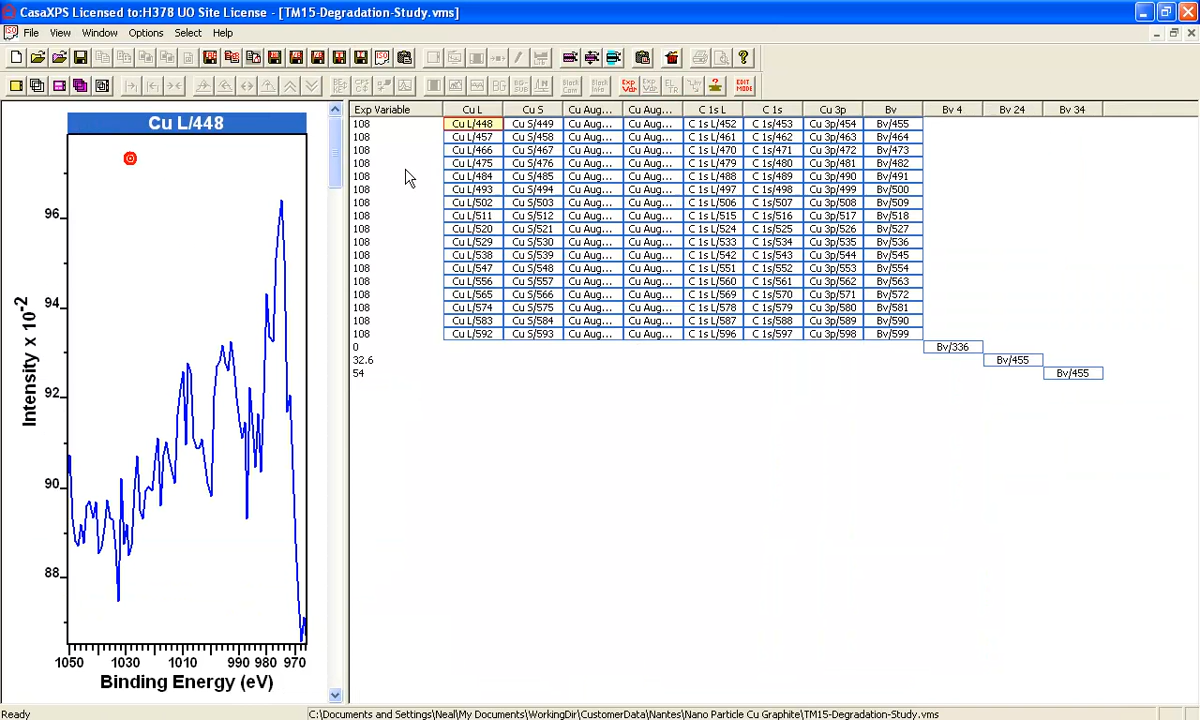 CasaXPS Licensed to:H378 UO Site License - [TM15-Degradation-Study.vms]
File View Window Options Select Help
Cu L/448
Intensity x 10^-2
96
94
92
90
88
1050 1030 1010 990 980 970
Binding Energy (eV)
Exp Variable Cu L Cu S Cu Aug... Cu Aug... C 1s L C 1s Cu 3p Bv Bv 4 Bv 24 Bv 34
108 Cu L/448 Cu S/449 Cu Aug... Cu Aug... C 1s L/452 C 1s/453 Cu 3p/454 Bv/455
108 Cu L/457 Cu S/458 Cu Aug... Cu Aug... C 1s L/461 C 1s/462 Cu 3p/463 Bv/464
108 Cu L/466 Cu S/467 Cu Aug... Cu Aug... C 1s L/470 C 1s/471 Cu 3p/472 Bv/473
108 Cu L/475 Cu S/476 Cu Aug... Cu Aug... C 1s L/479 C 1s/480 Cu 3p/481 Bv/482
108 Cu L/484 Cu S/485 Cu Aug... Cu Aug... C 1s L/488 C 1s/489 Cu 3p/490 Bv/491
108 Cu L/493 Cu S/494 Cu Aug... Cu Aug... C 1s L/497 C 1s/498 Cu 3p/499 Bv/500
108 Cu L/502 Cu S/503 Cu Aug... Cu Aug... C 1s L/506 C 1s/507 Cu 3p/508 Bv/509
108 Cu L/511 Cu S/512 Cu Aug... Cu Aug... C 1s L/515 C 1s/516 Cu 3p/517 Bv/518
108 Cu L/520 Cu S/521 Cu Aug... Cu Aug... C 1s L/524 C 1s/525 Cu 3p/526 Bv/527
108 Cu L/529 Cu S/530 Cu Aug... Cu Aug... C 1s L/533 C 1s/534 Cu 3p/535 Bv/536
108 Cu L/538 Cu S/539 Cu Aug... Cu Aug... C 1s L/542 C 1s/543 Cu 3p/544 Bv/545
108 Cu L/547 Cu S/548 Cu Aug... Cu Aug... C 1s L/551 C 1s/552 Cu 3p/553 Bv/554
108 Cu L/556 Cu S/557 Cu Aug... Cu Aug... C 1s L/560 C 1s/561 Cu 3p/562 Bv/563
108 Cu L/565 Cu S/566 Cu Aug... Cu Aug... C 1s L/569 C 1s/570 Cu 3p/571 Bv/572
108 Cu L/574 Cu S/575 Cu Aug... Cu Aug... C 1s L/578 C 1s/579 Cu 3p/580 Bv/581
108 Cu L/583 Cu S/584 Cu Aug... Cu Aug... C 1s L/587 C 1s/588 Cu 3p/589 Bv/590
108 Cu L/592 Cu S/593 Cu Aug... Cu Aug... C 1s L/596 C 1s/597 Cu 3p/598 Bv/599
0 Bv/336
32.6 Bv/455
54 Bv/455
Ready
C:\Documents and Settings\Neal\My Documents\WorkingDir\CustomerData\Nantes\Nano Particle Cu Graphite\TM15-Degradation-Study.vms